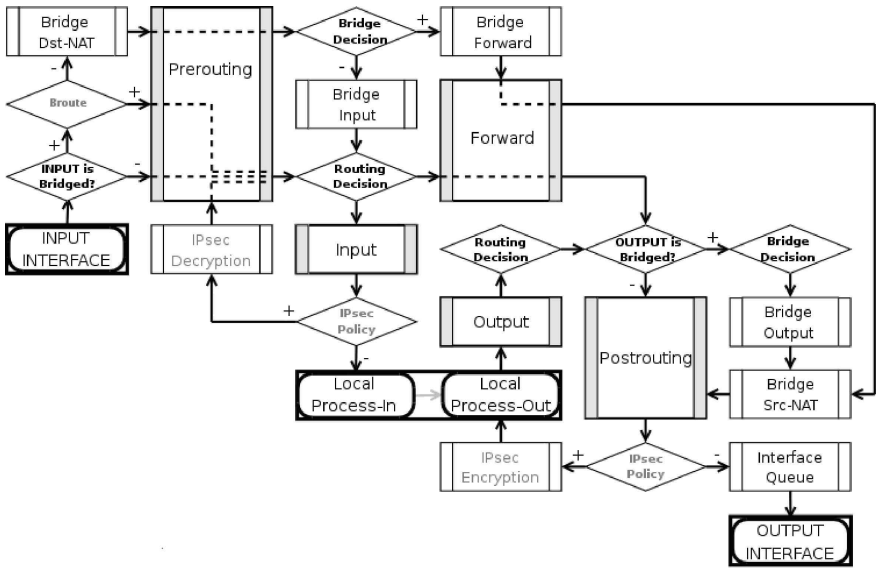 Bridge
Dst-NAT
Prerouting
Bridge
Decision
+
Bridge
Forward
-
-
Broute
+
Bridge
Input
Forward
+
INPUT is
Bridged?
-
Routing
Decision
INPUT
INTERFACE
IPsec
Decryption
Input
Routing
Decision
OUTPUT is
Bridged?
+
Bridge
Decision
-
+
IPsec
Policy
Output
Postrouting
Bridge
Output
-
Local
Process-In
Local
Process-Out
Bridge
Src-NAT
IPsec
Encryption
+
IPsec
Policy
-
Interface
Queue
OUTPUT
INTERFACE